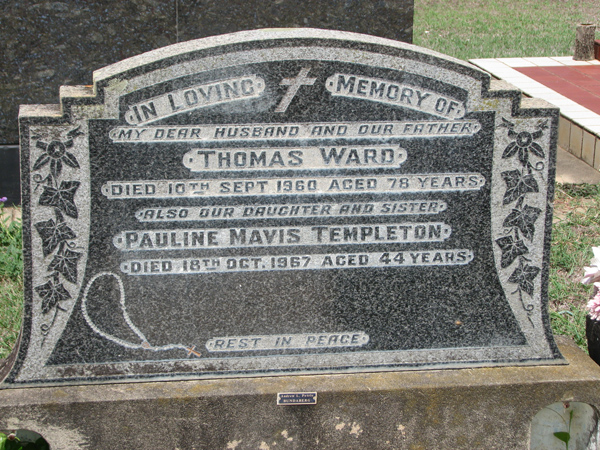 IN LOVING MEMORY OF
MY DEAR HUSBAND AND OUR FATHER
THOMAS WARD
DIED 10TH SEPT 1960 AGED 78 YEARS
ALSO OUR DAUGHTER AND SISTER
PAULINE MAVIS TEMPLETON
DIED 18TH OCT. 1967 AGED 44 YEARS
REST IN PEACE
BUNDABERG